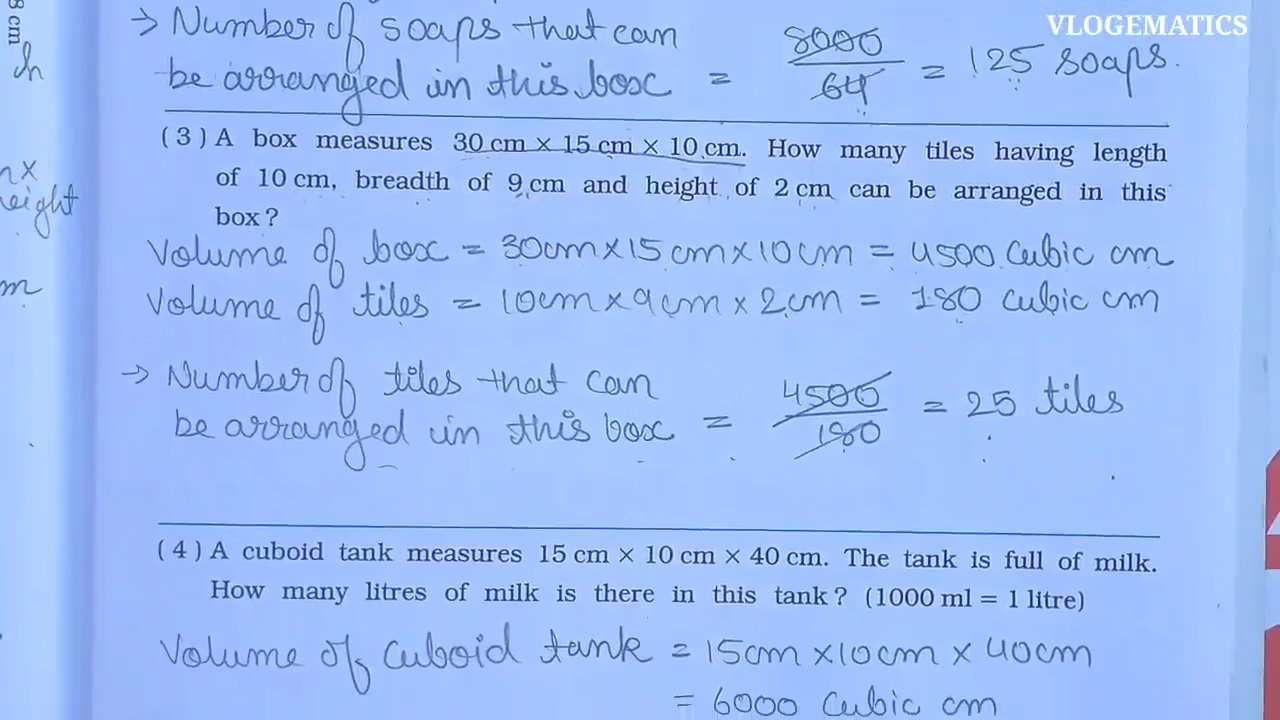 VLOGEMATICS
8 cm
→ Number of soaps that can
be arranged in this box = 8000/64 = 125 soaps.
(3) A box measures 30 cm × 15 cm × 10 cm. How many tiles having length
of 10 cm, breadth of 9 cm and height of 2 cm can be arranged in this
box?
Volume of box = 30cm×15cm×10cm = 4500 Cubic cm
Volume of tiles = 10cm×9cm×2cm = 180 cubic cm
eight
m
→ Number of tiles that can
be arranged in this box = 4500/180 = 25 tiles
(4) A cuboid tank measures 15 cm × 10 cm × 40 cm. The tank is full of milk.
How many litres of milk is there in this tank? (1000 ml = 1 litre)
Volume of Cuboid tank = 15cm×10cm×40cm
= 6000 Cubic cm